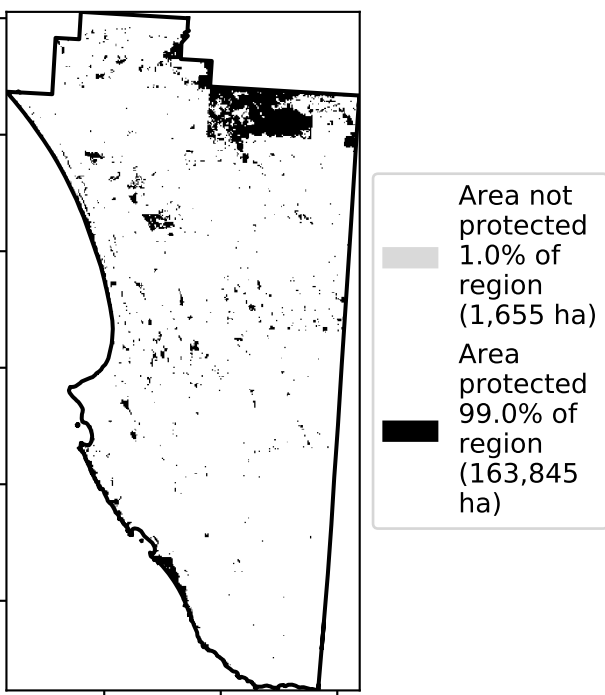 Area not
protected
1.0% of
region
(1,655 ha)
Area
protected
99.0% of
region
(163,845
ha)